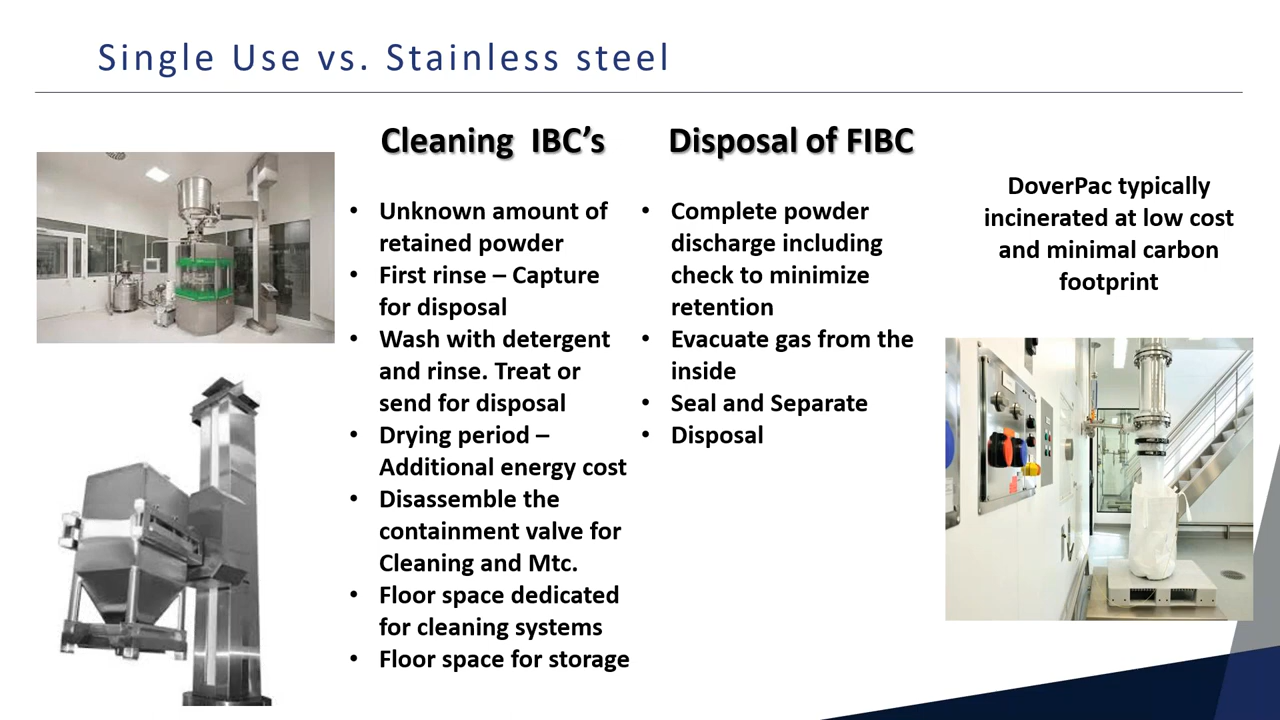 Single Use vs. Stainless steel
Cleaning IBC’s
• Unknown amount of
retained powder
• First rinse – Capture
for disposal
• Wash with detergent
and rinse. Treat or
send for disposal
• Drying period –
Additional energy cost
• Disassemble the
containment valve for
Cleaning and Mtc.
• Floor space dedicated
for cleaning systems
• Floor space for storage
Disposal of FIBC
• Complete powder
discharge including
check to minimize
retention
• Evacuate gas from the
inside
• Seal and Separate
• Disposal
DoverPac typically
incinerated at low cost
and minimal carbon
footprint